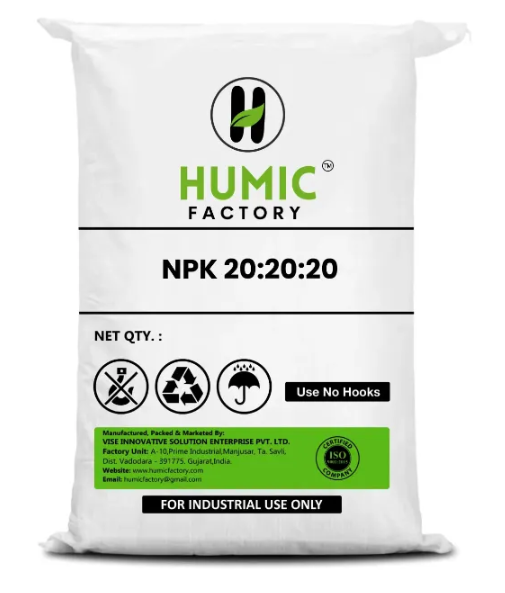 H
HUMIC ™
FACTORY
NPK 20:20:20
NET QTY. :
Use No Hooks
Manufactured, Packed & Marketed By:
VISE INNOVATIVE SOLUTION ENTERPRISE PVT. LTD.
Factory Unit: A-10,Prime Industrial,Manjusar, Ta. Savli,
Dist. Vadodara - 391775. Gujarat,India.
Website: www.humicfactory.com
Email: humicfactory@gmail.com
CERTIFIED
ISO
COMPANY
FOR INDUSTRIAL USE ONLY